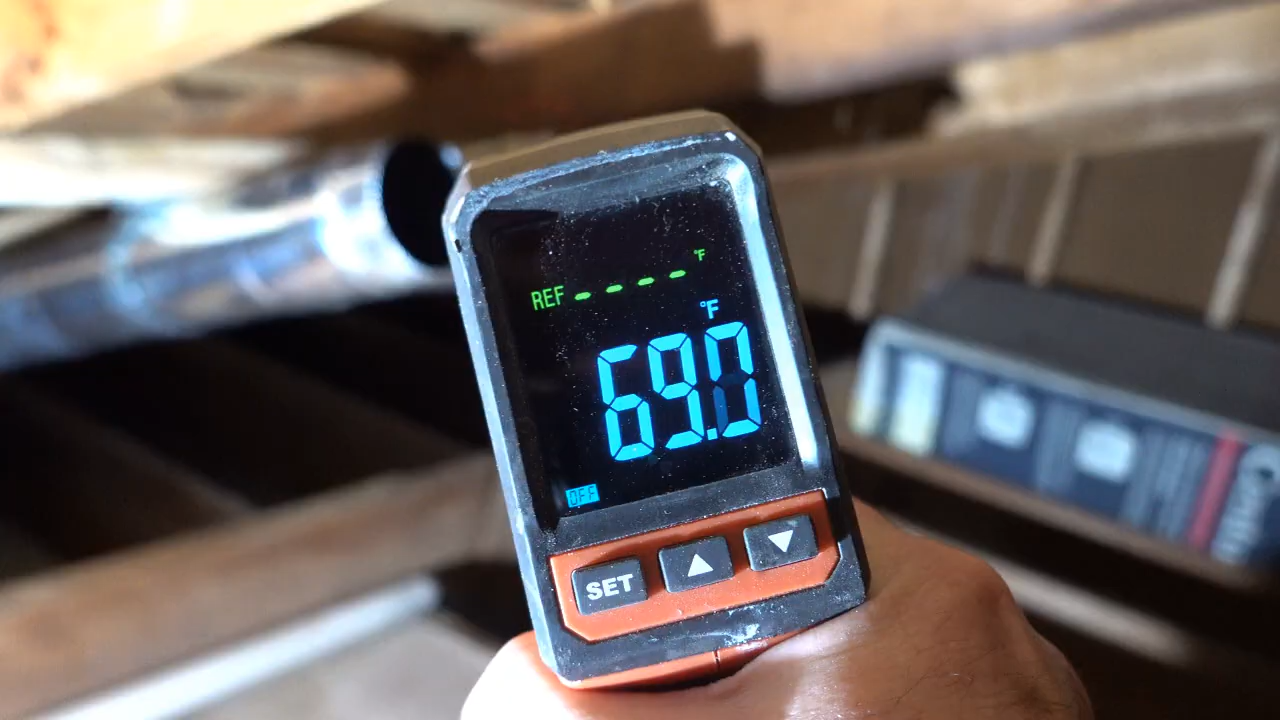 REF ---- °F
°F
69.0
OFF
SET